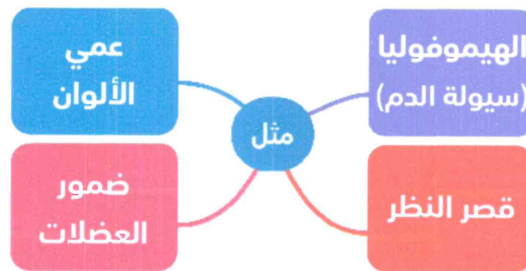 الهيموفوليا
(سيولة الدم)
عمي
الألوان
مثل
قصر النظر
ضمور
العضلات